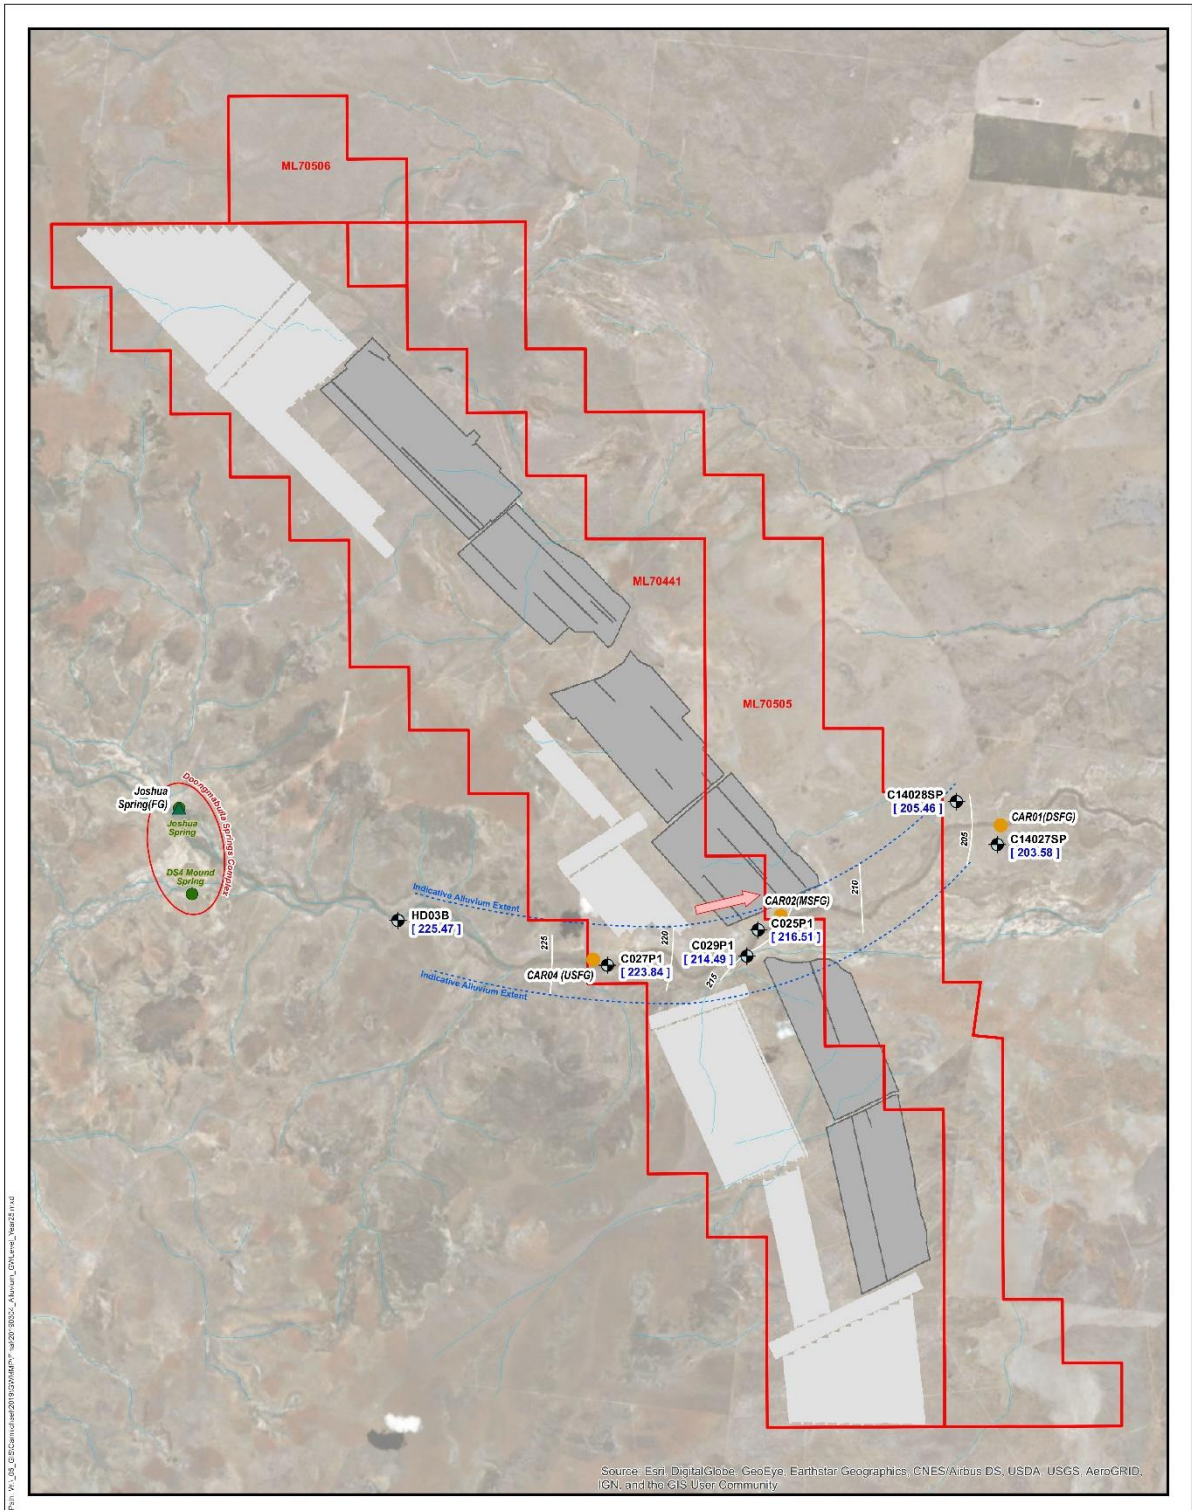 ML70506
ML70441
ML70505
Joshua
Spring(FG)
Joshua
Spring
DS4 Mound
Spring
Doongmabulla Springs Complex
C14028SP
[ 205.46 ]
CAR01(DSFG)
C14027SP
[ 203.58 ]
205
210
Indicative Alluvium Extent
CAR02(MSFG)
HD03B
[ 225.47 ]
C025P1
[ 216.51 ]
225
220
C029P1
[ 214.49 ]
C027P1
[ 223.84 ]
CAR04 (USFG)
215
Indicative Alluvium Extent
Source: Esri, DigitalGlobe, GeoEye, Earthstar Geographics, CNES/Airbus DS, USDA, USGS, AeroGRID,
IGN, and the GIS User Community